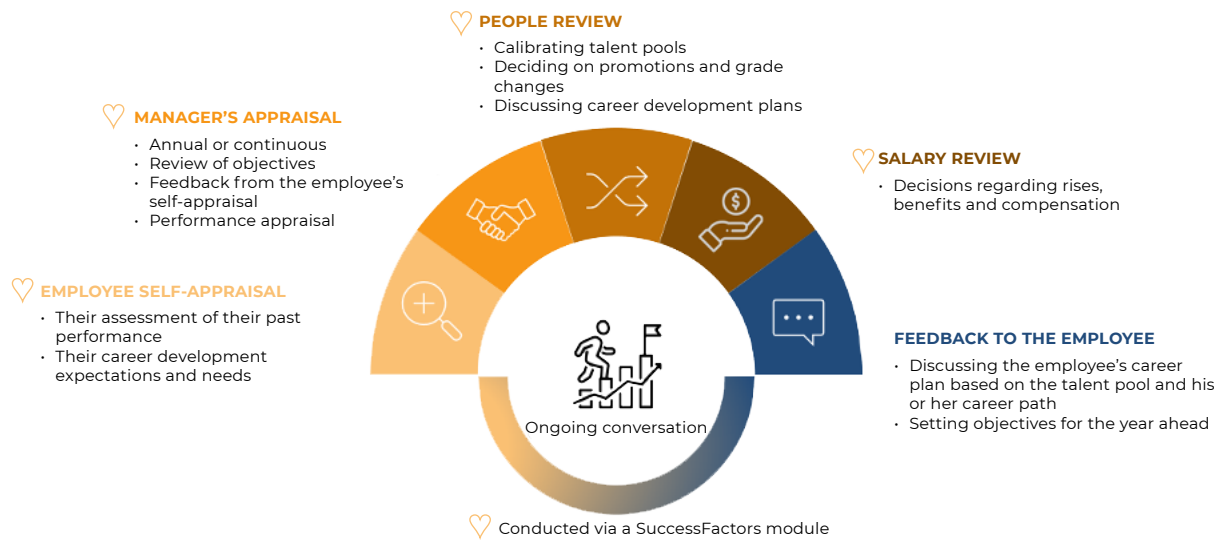 PEOPLE REVIEW
• Calibrating talent pools
• Deciding on promotions and grade
changes
• Discussing career development plans
MANAGER’S APPRAISAL
• Annual or continuous
• Review of objectives
• Feedback from the employee’s
self-appraisal
• Performance appraisal
SALARY REVIEW
• Decisions regarding rises,
benefits and compensation
$
EMPLOYEE SELF-APPRAISAL
• Their assessment of their past
performance
• Their career development
expectations and needs
FEEDBACK TO THE EMPLOYEE
• Discussing the employee’s career
plan based on the talent pool and his
or her career path
• Setting objectives for the year ahead
Ongoing conversation
Conducted via a SuccessFactors module